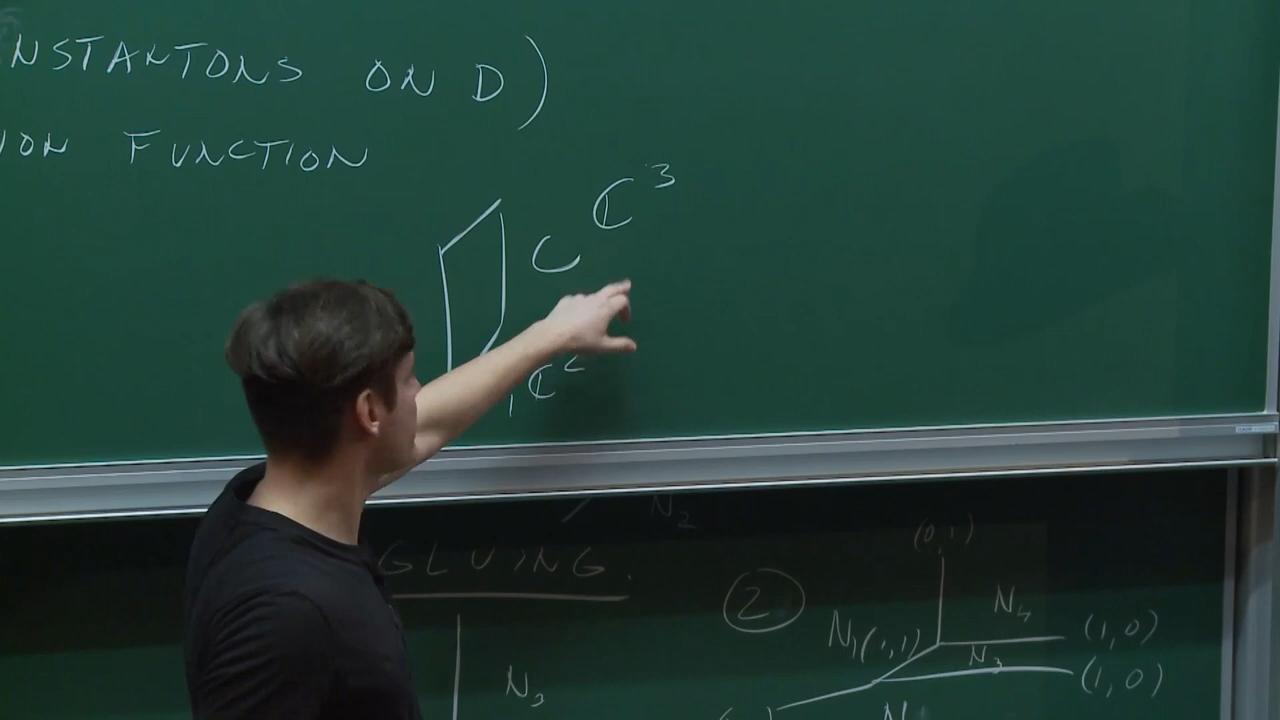 NSTANTONS ON D)
ION FUNCTION
ℂ³
C
ℂ²
N₂
GLUING.
(0,1)
②
N₄
N₁(1,1)
(1,0)
N₃
(1,0)
N₃